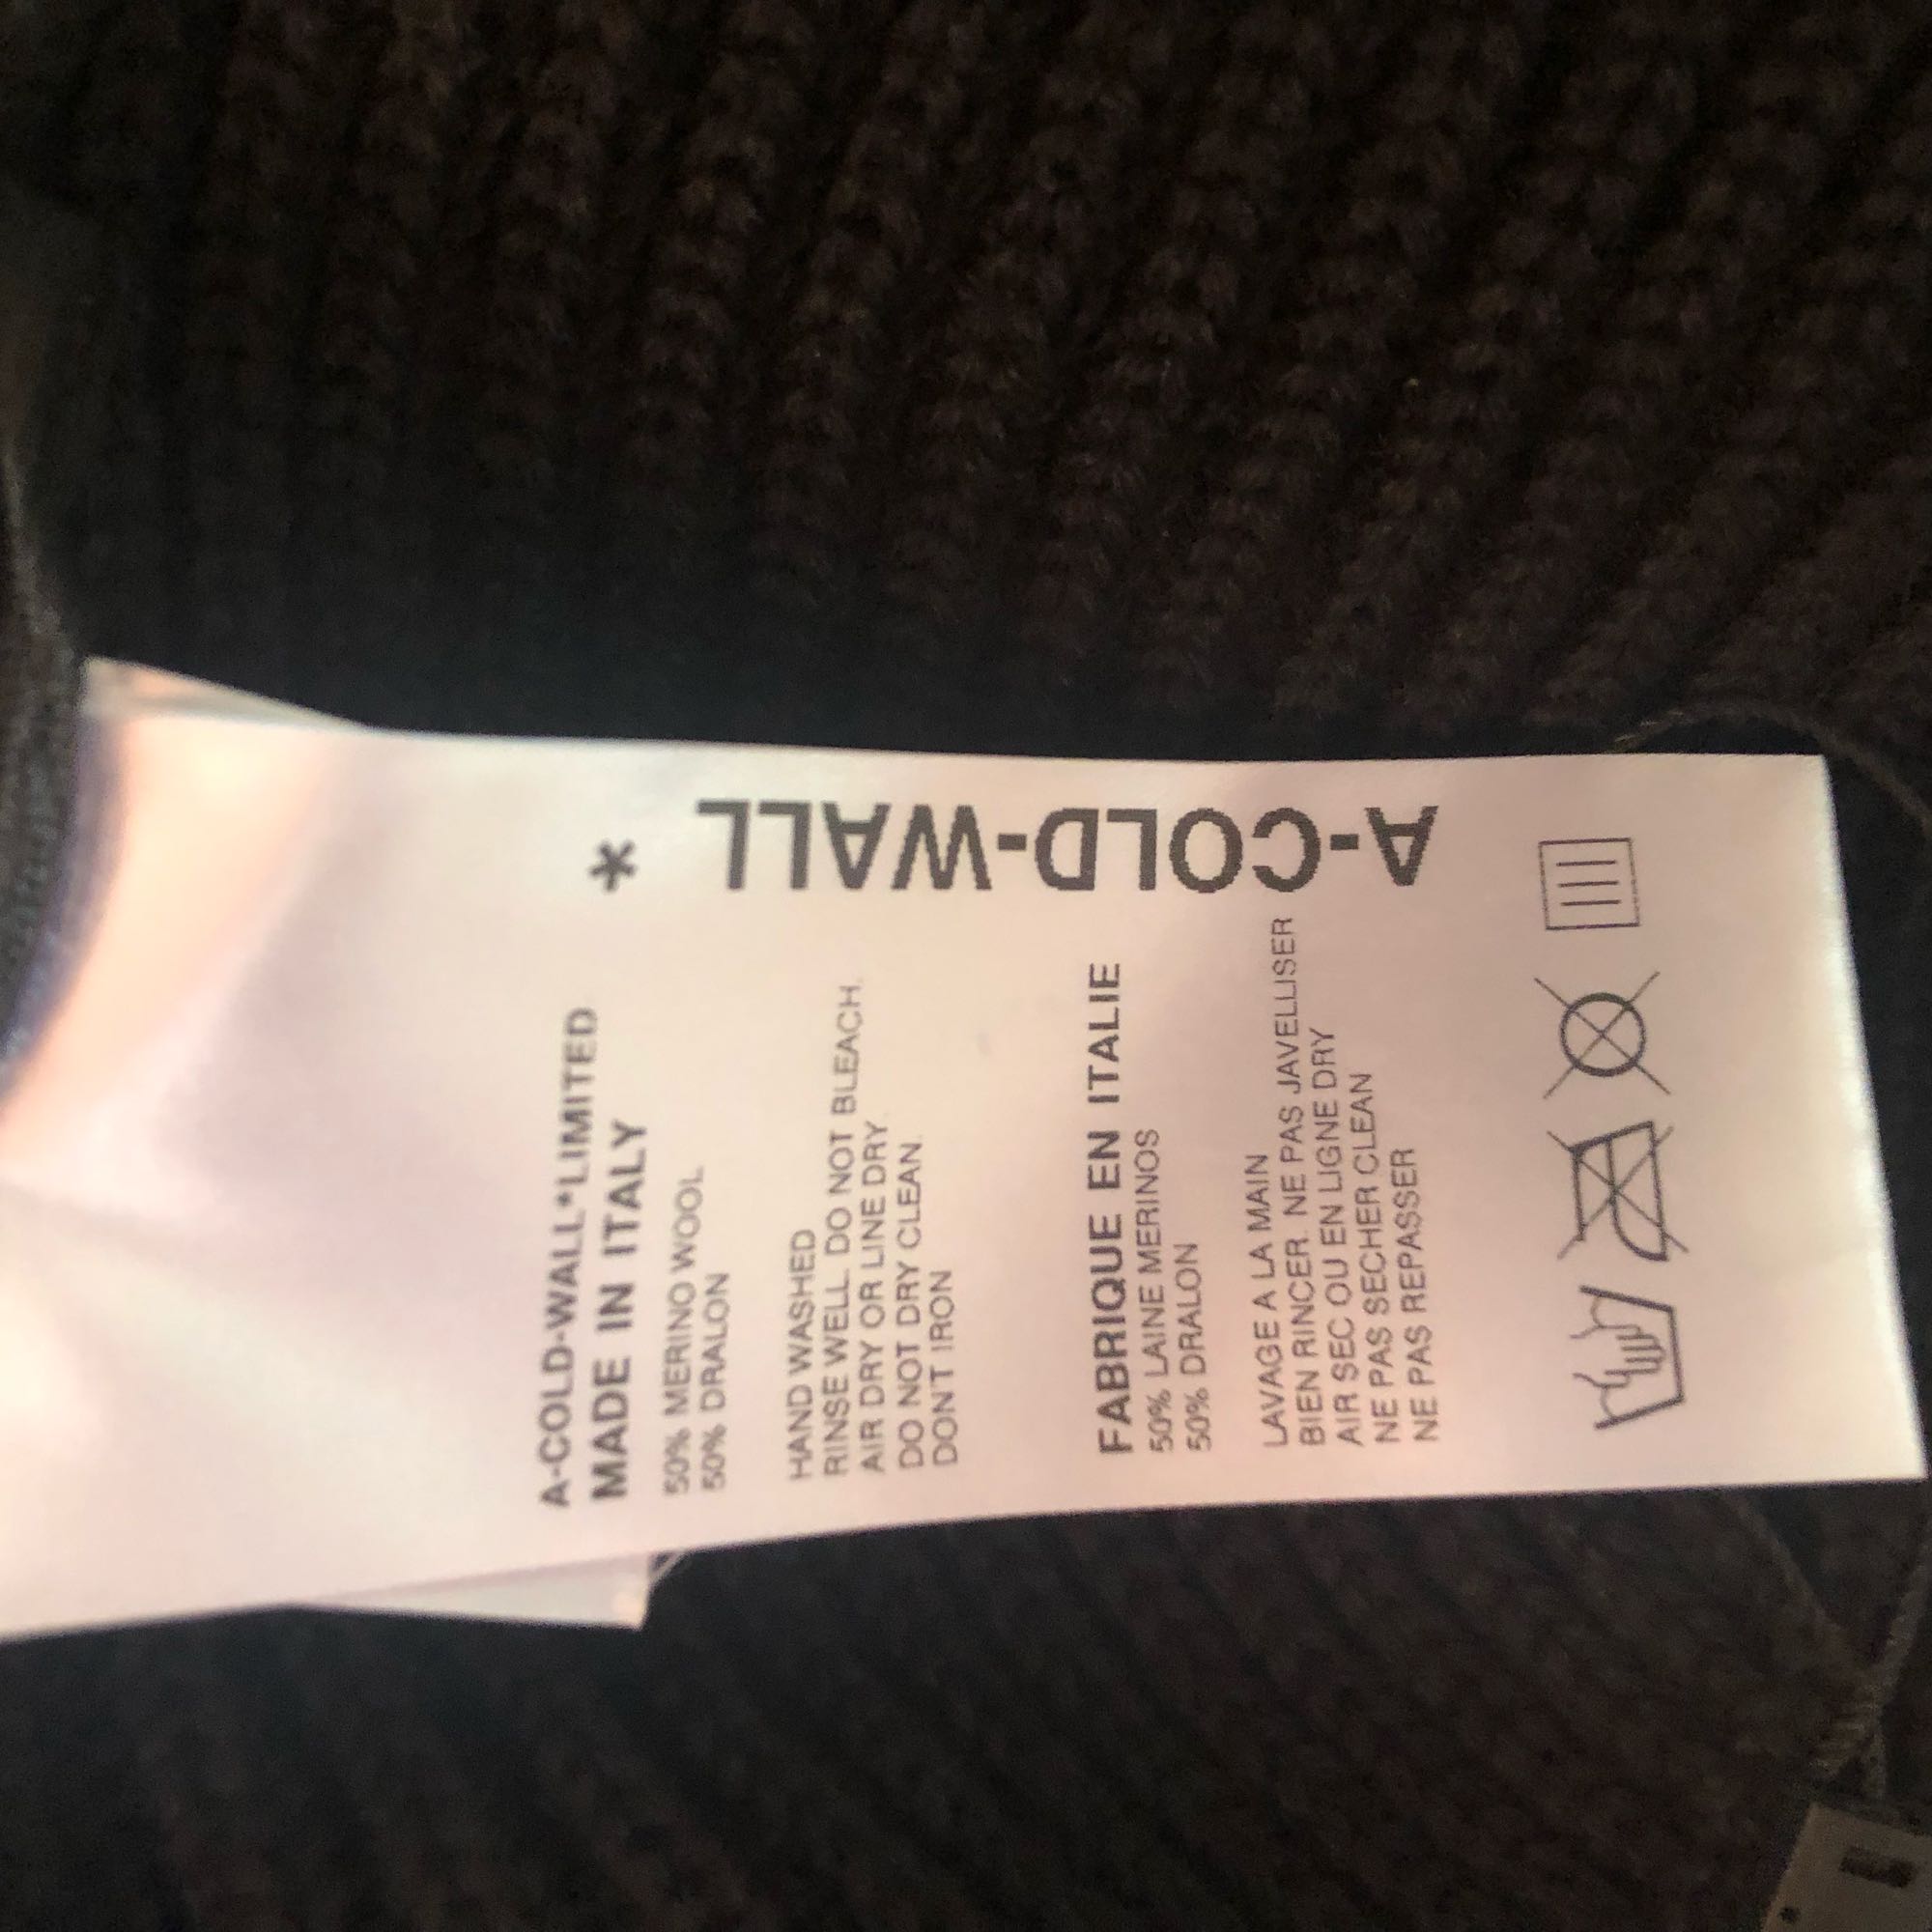 A-COLD-WALL*LIMITED
MADE IN ITALY
50% MERINO WOOL
50% DRALON
HAND WASHED
RINSE WELL. DO NOT BLEACH.
AIR DRY OR LINE DRY.
DO NOT DRY CLEAN.
DON'T IRON
FABRIQUE EN ITALIE
50% LAINE MERINOS
50% DRALON
LAVAGE A LA MAIN
BIEN RINCER. NE PAS JAVELLISER
AIR SEC OU EN LIGNE DRY
NE PAS SECHER CLEAN
NE PAS REPASSER
A-COLD-WALL *